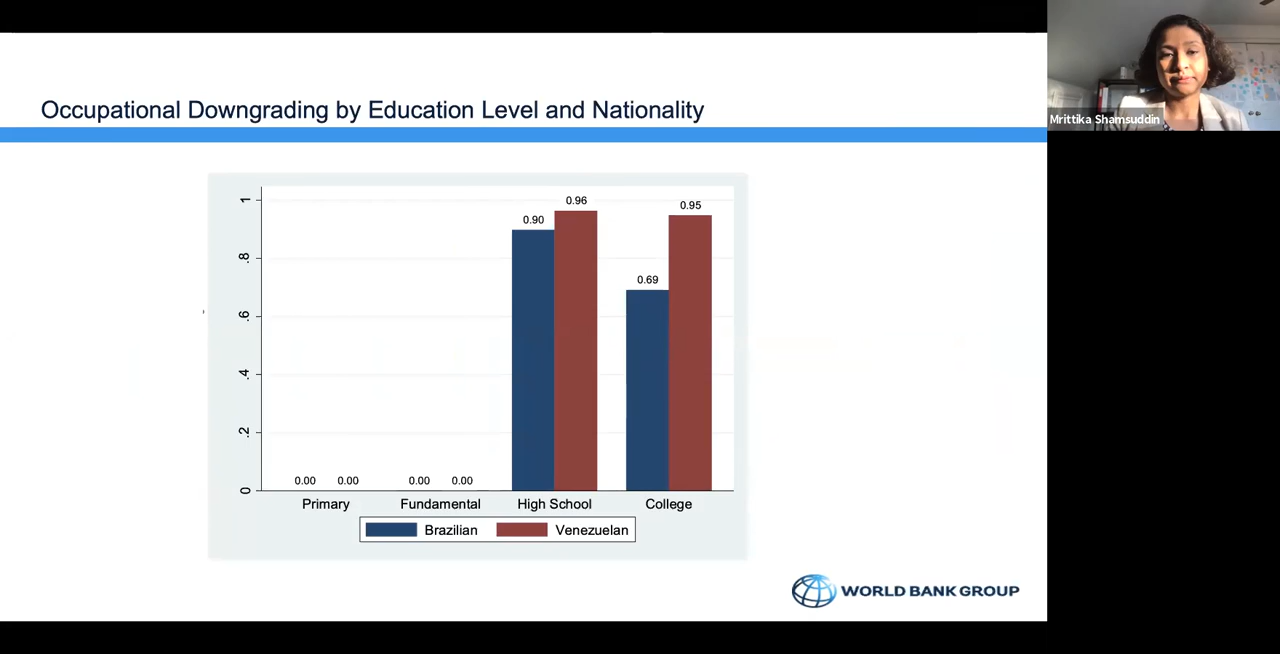 Occupational Downgrading by Education Level and Nationality
Mrittika Shamsuddin
1
.8
.6
.4
.2
0
0.00 0.00 0.00 0.00 0.90 0.96 0.69 0.95
Primary Fundamental High School College
Brazilian Venezuelan
WORLD BANK GROUP